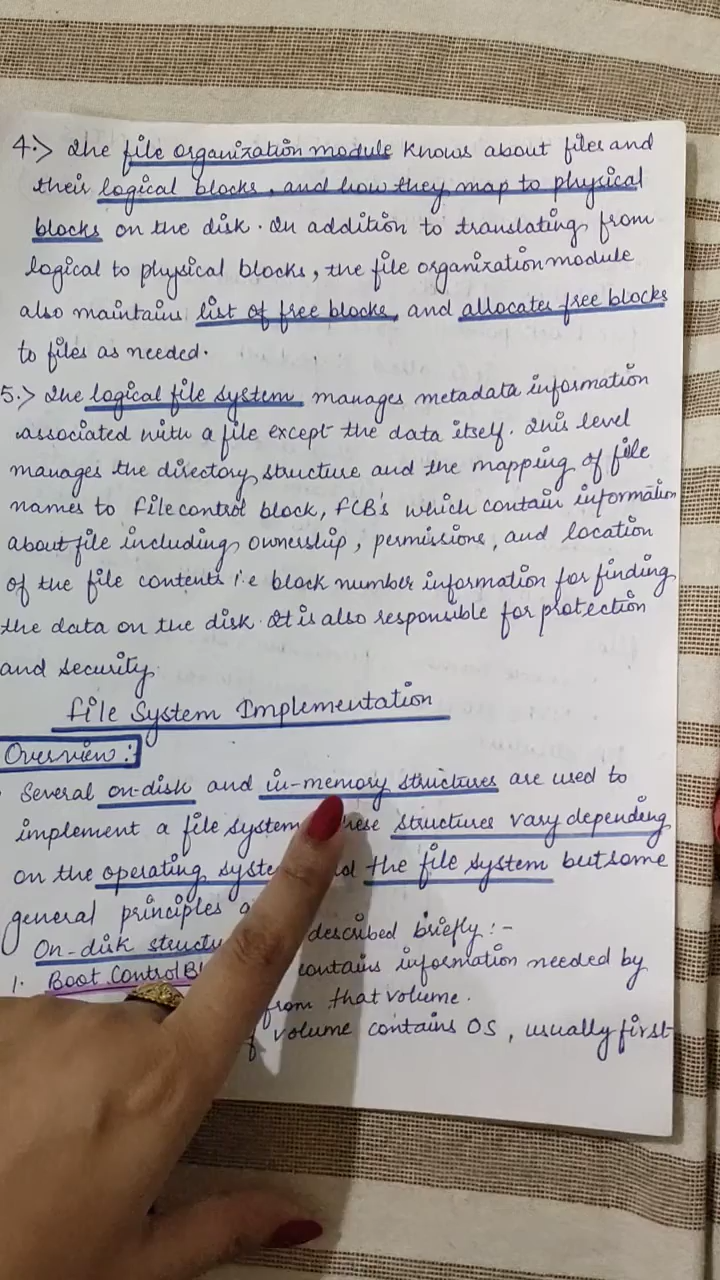 4.> The file organization module knows about files and
their logical blocks, and how they map to physical
blocks on the disk. In addition to translating from
logical to physical blocks, the file organization module
also maintains list of free blocks, and allocates free blocks
to files as needed.
5.> The logical file system manages metadata information
associated with a file except the data itself. This level
manages the directory structure and the mapping of file
names to file control block, FCB's which contain information
about file including ownership, permissions, and location
of the file contents i.e block number information for finding
the data on the disk. It is also responsible for protection
and security.
File System Implementation
Overview:
Several on-disk and in-memory structures are used to
implement a file system these structures vary depending
on the operating syste the file system but some
general principles described briefly:-
On-disk structu
1. Boot Control Bl contains information needed by
from that volume.
volume contains OS, usually first